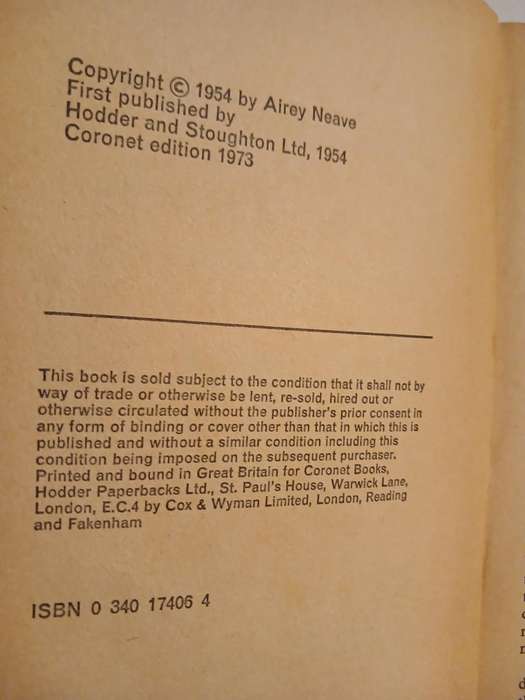 Copyright © 1954 by Airey Neave
First published by
Hodder and Stoughton Ltd, 1954
Coronet edition 1973
This book is sold subject to the condition that it shall not by
way of trade or otherwise be lent, re-sold, hired out or
otherwise circulated without the publisher's prior consent in
any form of binding or cover other than that in which this is
published and without a similar condition including this
condition being imposed on the subsequent purchaser.
Printed and bound in Great Britain for Coronet Books,
Hodder Paperbacks Ltd., St. Paul's House, Warwick Lane,
London, E.C.4 by Cox & Wyman Limited, London, Reading
and Fakenham
ISBN 0 340 17406 4